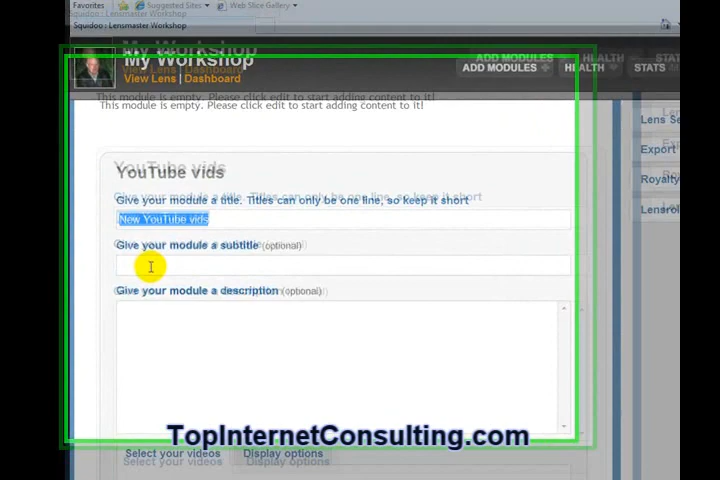 Favorites Suggested Sites Web Slice Gallery
Squidoo : Lensmaster Workshop
My Workshop
View Lens | Dashboard
ADD MODULES + HEALTH STATS
This module is empty. Please click edit to start adding content to it!
Lens Se
Export
Royalty
Lensrol
YouTube vids
Give your module a title. Titles can only be one line, so keep it short
New YouTube vids
Give your module a subtitle (optional)
Give your module a description (optional)
TopInternetConsulting.com
Select your videos Display options